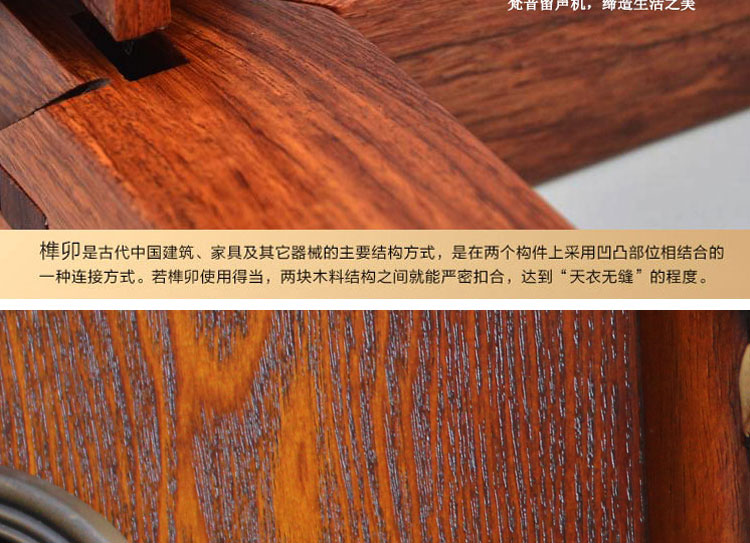 梵音留声机，缔造生活之美
榫卯是古代中国建筑、家具及其它器械的主要结构方式，是在两个构件上采用凹凸部位相结合的
一种连接方式。若榫卯使用得当，两块木料结构之间就能严密扣合，达到“天衣无缝”的程度。